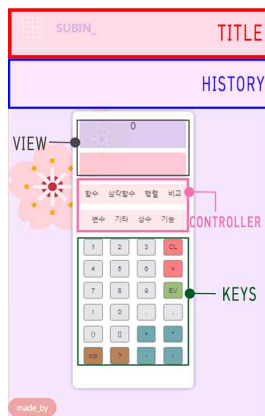 SUBIN_
TITLE
HISTORY
VIEW
0
함수 삼각함수 행렬 비교
변수 기타 상수 기능
CONTROLLER
1 2 3 CL
4 5 6 <
7 8 9 EV
KEYS
! 0 . ,
() [] + *
?  - /
made_by